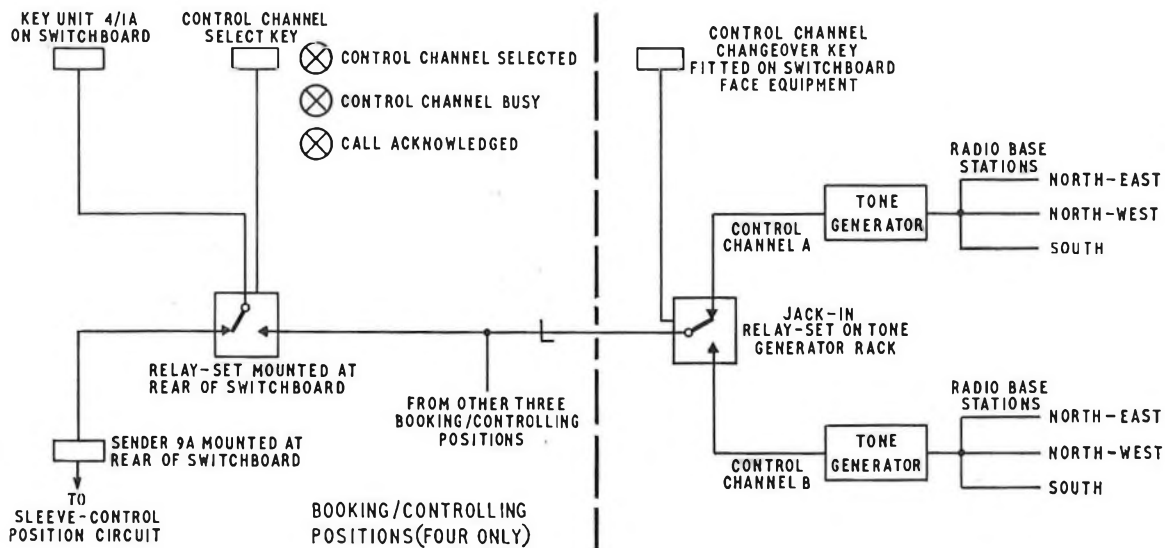 KEY UNIT 4/1A
ON SWITCHBOARD
CONTROL CHANNEL
SELECT KEY
CONTROL CHANNEL SELECTED
CONTROL CHANNEL BUSY
CALL ACKNOWLEDGED
CONTROL CHANNEL
CHANGEOVER KEY
FITTED ON SWITCHBOARD
FACE EQUIPMENT
RADIO BASE
STATIONS
NORTH-EAST
NORTH-WEST
SOUTH
TONE
GENERATOR
CONTROL
CHANNEL A
JACK-IN
RELAY-SET ON TONE
GENERATOR RACK
RELAY-SET MOUNTED AT
REAR OF SWITCHBOARD
FROM OTHER THREE
BOOKING/CONTROLLING
POSITIONS
SENDER 9A MOUNTED AT
REAR OF SWITCHBOARD
TO
SLEEVE-CONTROL
POSITION CIRCUIT
BOOKING/CONTROLLING
POSITIONS(FOUR ONLY)
RADIO BASE
STATIONS
NORTH-EAST
NORTH-WEST
SOUTH
TONE
GENERATOR
CONTROL
CHANNEL B